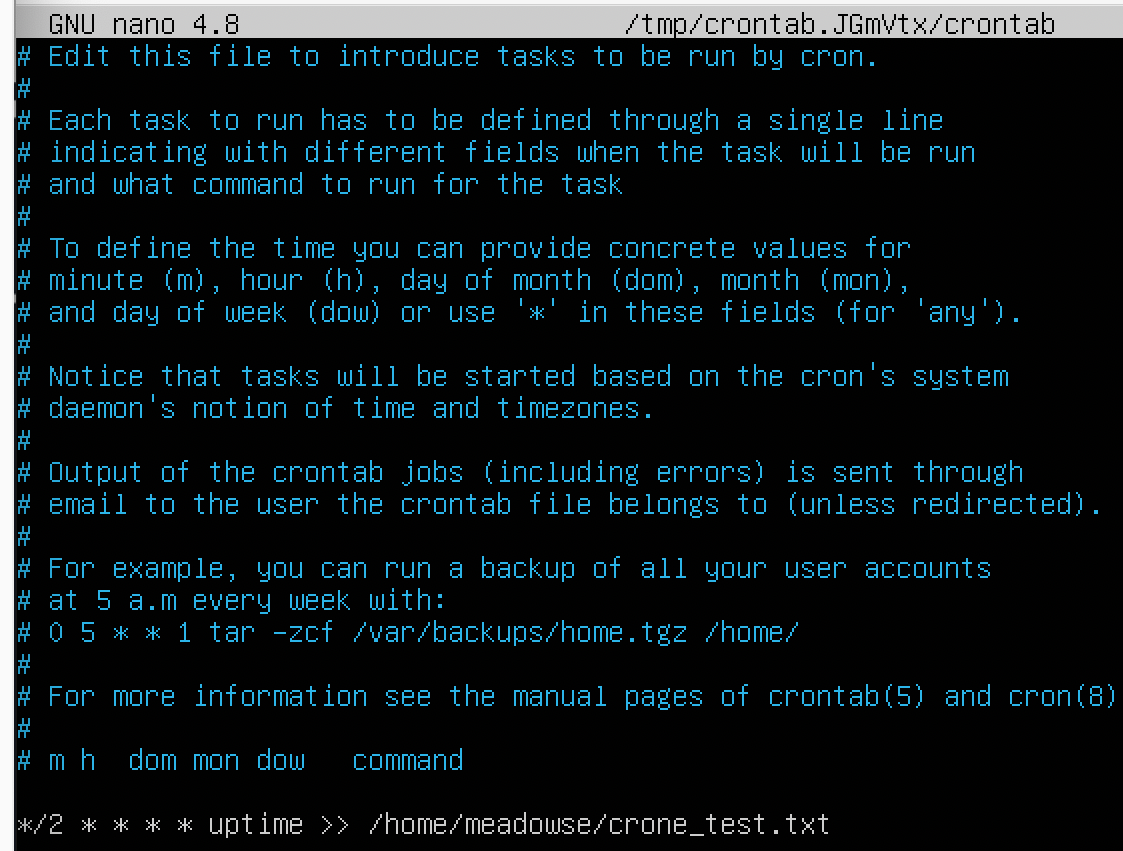 GNU nano 4.8 /tmp/crontab.JGmVtx/crontab
# Edit this file to introduce tasks to be run by cron.
#
# Each task to run has to be defined through a single line
# indicating with different fields when the task will be run
# and what command to run for the task
#
# To define the time you can provide concrete values for
# minute (m), hour (h), day of month (dom), month (mon),
# and day of week (dow) or use '*' in these fields (for 'any').
#
# Notice that tasks will be started based on the cron's system
# daemon's notion of time and timezones.
#
# Output of the crontab jobs (including errors) is sent through
# email to the user the crontab file belongs to (unless redirected).
#
# For example, you can run a backup of all your user accounts
# at 5 a.m every week with:
# 0 5 * * 1 tar -zcf /var/backups/home.tgz /home/
#
# For more information see the manual pages of crontab(5) and cron(8)
#
# m h  dom mon dow   command
*/2 * * * * uptime >> /home/meadowse/crone_test.txt